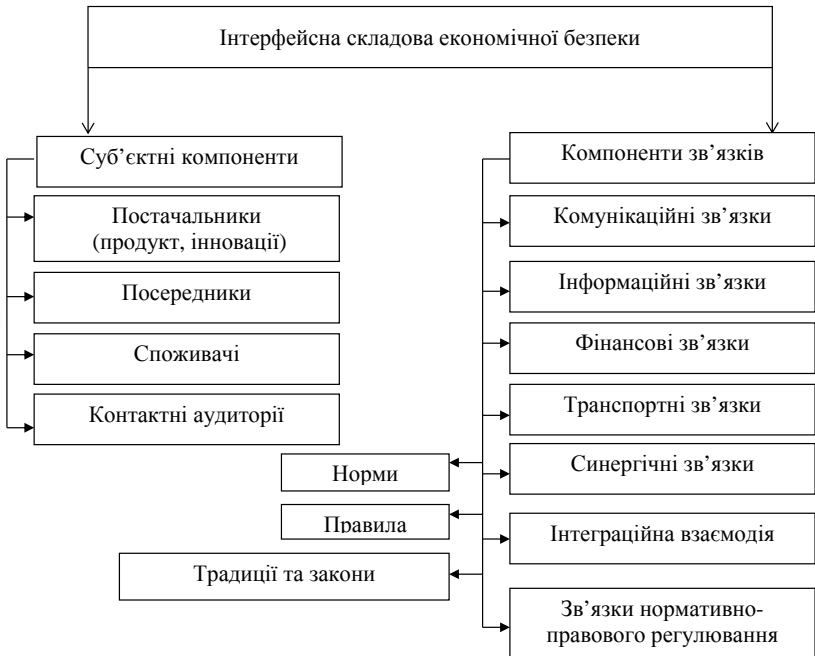 Інтерфейсна складова економічної безпеки
Суб’єктні компоненти
Постачальники
(продукт, інновації)
Посередники
Споживачі
Контактні аудиторії
Компоненти зв’язків
Комунікаційні зв’язки
Інформаційні зв’язки
Фінансові зв’язки
Транспортні зв’язки
Синергічні зв’язки
Інтеграційна взаємодія
Зв’язки нормативно-
правового регулювання
Норми
Правила
Традиції та закони